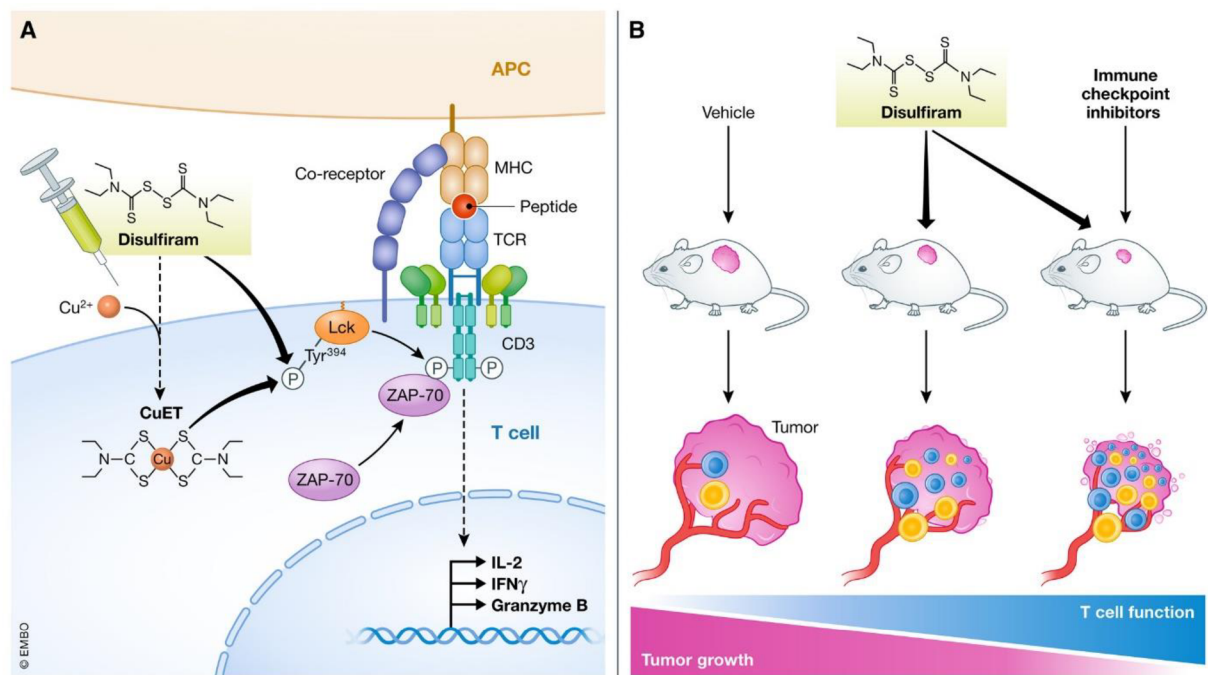 A
APC
N
S
S
S
S
N
Disulfiram
Cu²⁺
CuET
N
S
S
Cu
S
S
N
Co-receptor
MHC
Peptide
TCR
CD3
Lck
Tyr³⁹⁴
P
P
P
ZAP-70
ZAP-70
T cell
IL-2
IFNγ
Granzyme B
© EMBO
B
Vehicle
N
S
S
S
S
N
Disulfiram
Immune
checkpoint
inhibitors
Tumor
T cell function
Tumor growth